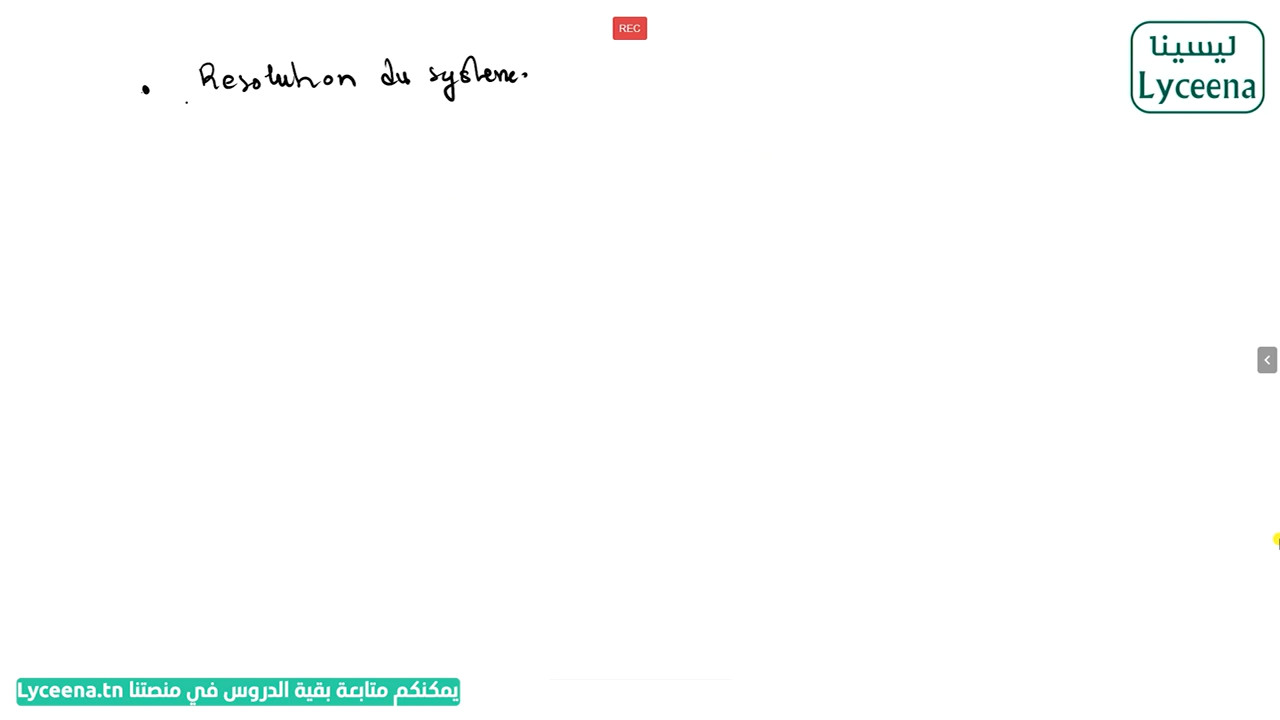 REC
ليسينا
Lyceena
• Resolution du système.
يمكنكم متابعة بقية الدروس في منصتنا Lyceena.tn